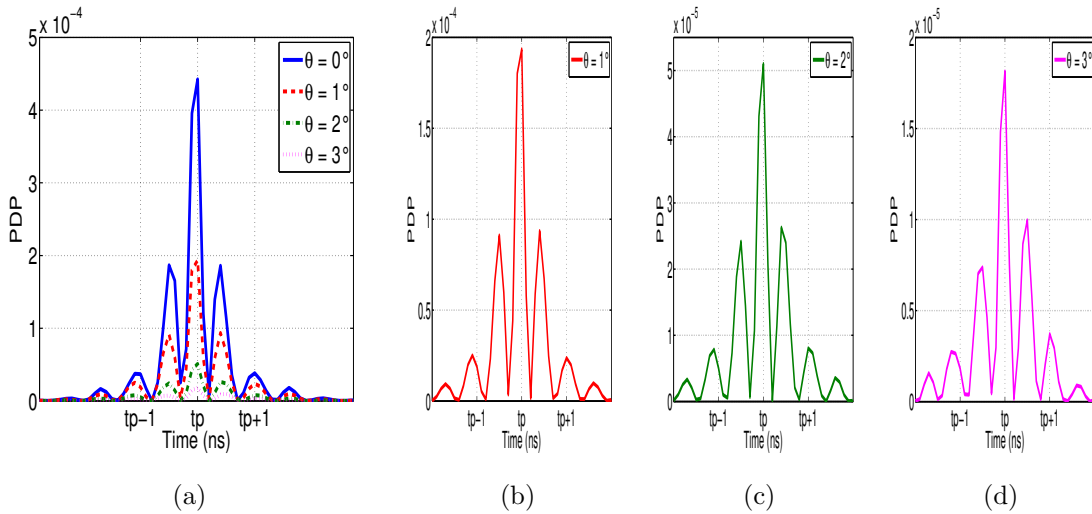 x 10⁻⁴
5
4
3
2
1
0
PDP
θ = 0°
θ = 1°
θ = 2°
θ = 3°
tp−1 tp tp+1
Time (ns)
(a)
x 10⁻⁴
2
1.5
1
0.5
0
PDP
θ = 1°
tp−1 tp tp+1
Time (ns)
(b)
x 10⁻⁵
5
4
3
2
1
0
PDP
θ = 2°
tp−1 tp tp+1
Time (ns)
(c)
x 10⁻⁵
2
1.5
1
0.5
0
PDP
θ = 3°
tp−1 tp tp+1
Time (ns)
(d)